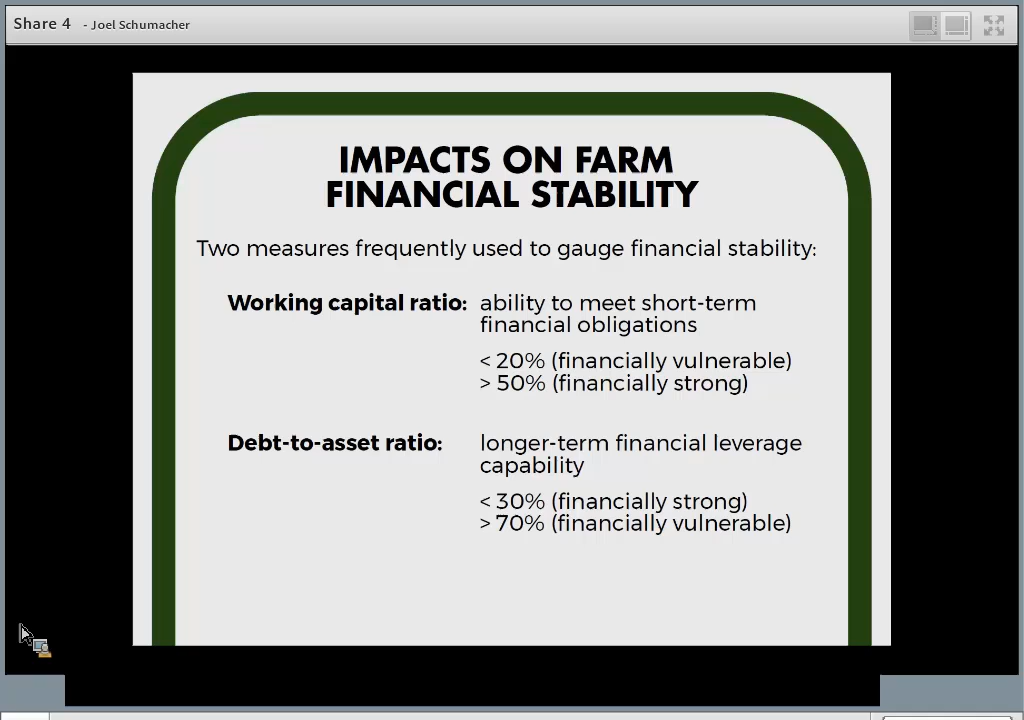 Share 4 - Joel Schumacher
IMPACTS ON FARM
FINANCIAL STABILITY
Two measures frequently used to gauge financial stability:
Working capital ratio: ability to meet short-term
financial obligations
< 20% (financially vulnerable)
> 50% (financially strong)
Debt-to-asset ratio: longer-term financial leverage
capability
< 30% (financially strong)
> 70% (financially vulnerable)